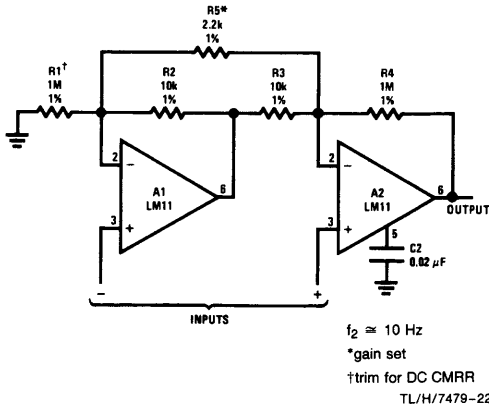 R5*
2.2k
1%
R1†
1M
1%
R2
10k
1%
R3
10k
1%
R4
1M
1%
2
−
A1
LM11
6
3
+
2
−
A2
LM11
6
OUTPUT
3
+
5
C2
0.02 μF
−
+
INPUTS
f₂ ≅ 10 Hz
*gain set
†trim for DC CMRR
TL/H/7479–22